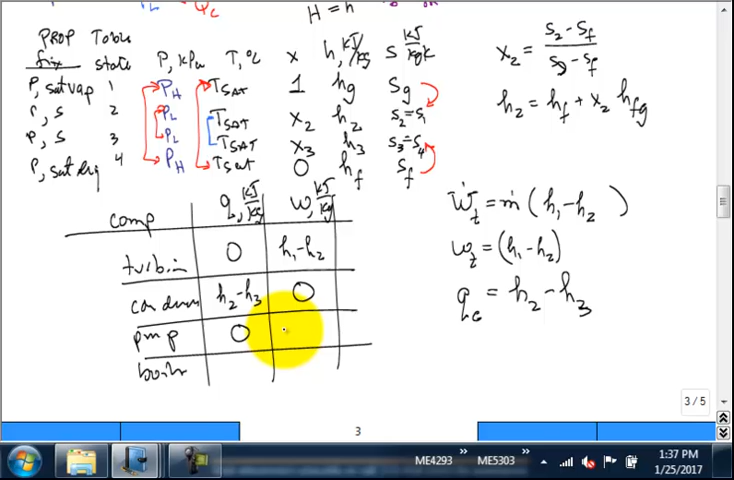 H = h
PROP Table
fix state P, kPa T, °C x h, kJ/kg s kJ/kg K
P, sat vap 1 P_H T_SAT 1 h_g s_g
P, s 2 P_L T_SAT x_2 h_2 s_2=s_1
P, s 3 P_L T_SAT x_3 h_3 s_3=s_4
P, sat liq 4 P_H T_sat 0 h_f s_f
x_2 = (s_2 - s_f)/(s_g - s_f)
h_2 = h_f + x_2 h_fg
comp q, kJ/kg w, kJ/kg
turbin 0 h_1-h_2
conden h_2-h_3 0
pmp 0
boiler
Ẇ_t = ṁ (h_1-h_2)
w_t = (h_1-h_2)
q_c = h_2 - h_3
3 / 5
3
ME4293 » ME5303 »
1:37 PM
1/25/2017